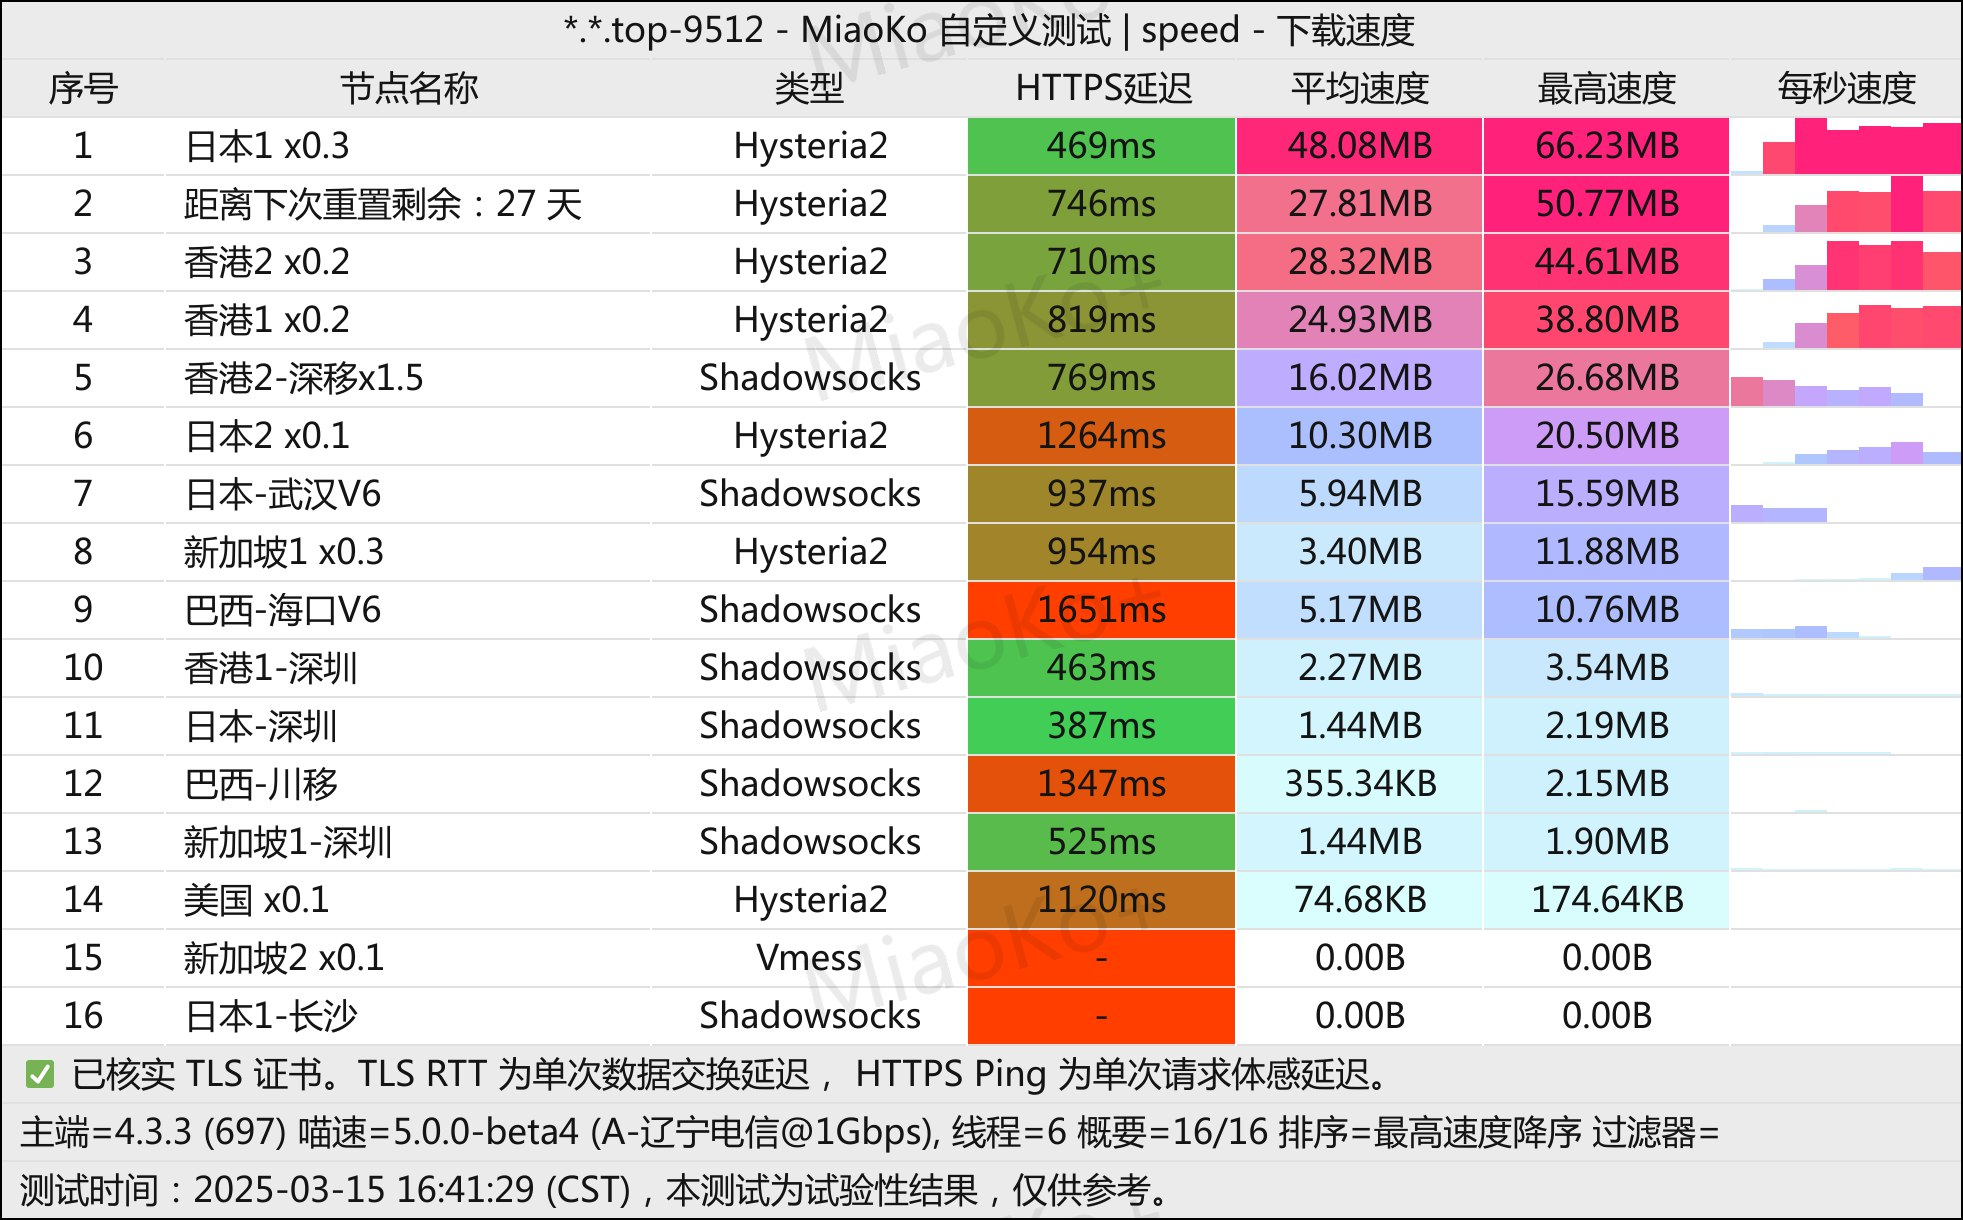 *.*.top-9512 - MiaoKo 自定义测试 | speed - 下载速度
序号 节点名称 类型 HTTPS延迟 平均速度 最高速度 每秒速度
1 日本1 x0.3 Hysteria2 469ms 48.08MB 66.23MB
2 距离下次重置剩余：27 天 Hysteria2 746ms 27.81MB 50.77MB
3 香港2 x0.2 Hysteria2 710ms 28.32MB 44.61MB
4 香港1 x0.2 Hysteria2 819ms 24.93MB 38.80MB
5 香港2-深移x1.5 Shadowsocks 769ms 16.02MB 26.68MB
6 日本2 x0.1 Hysteria2 1264ms 10.30MB 20.50MB
7 日本-武汉V6 Shadowsocks 937ms 5.94MB 15.59MB
8 新加坡1 x0.3 Hysteria2 954ms 3.40MB 11.88MB
9 巴西-海口V6 Shadowsocks 1651ms 5.17MB 10.76MB
10 香港1-深圳 Shadowsocks 463ms 2.27MB 3.54MB
11 日本-深圳 Shadowsocks 387ms 1.44MB 2.19MB
12 巴西-川移 Shadowsocks 1347ms 355.34KB 2.15MB
13 新加坡1-深圳 Shadowsocks 525ms 1.44MB 1.90MB
14 美国 x0.1 Hysteria2 1120ms 74.68KB 174.64KB
15 新加坡2 x0.1 Vmess - 0.00B 0.00B
16 日本1-长沙 Shadowsocks - 0.00B 0.00B
✅ 已核实 TLS 证书。TLS RTT 为单次数据交换延迟， HTTPS Ping 为单次请求体感延迟。
主端=4.3.3 (697) 喵速=5.0.0-beta4 (A-辽宁电信@1Gbps), 线程=6 概要=16/16 排序=最高速度降序 过滤器=
测试时间：2025-03-15 16:41:29 (CST)，本测试为试验性结果，仅供参考。
MiaoKo+
MiaoKo+
MiaoKo+
MiaoKo+